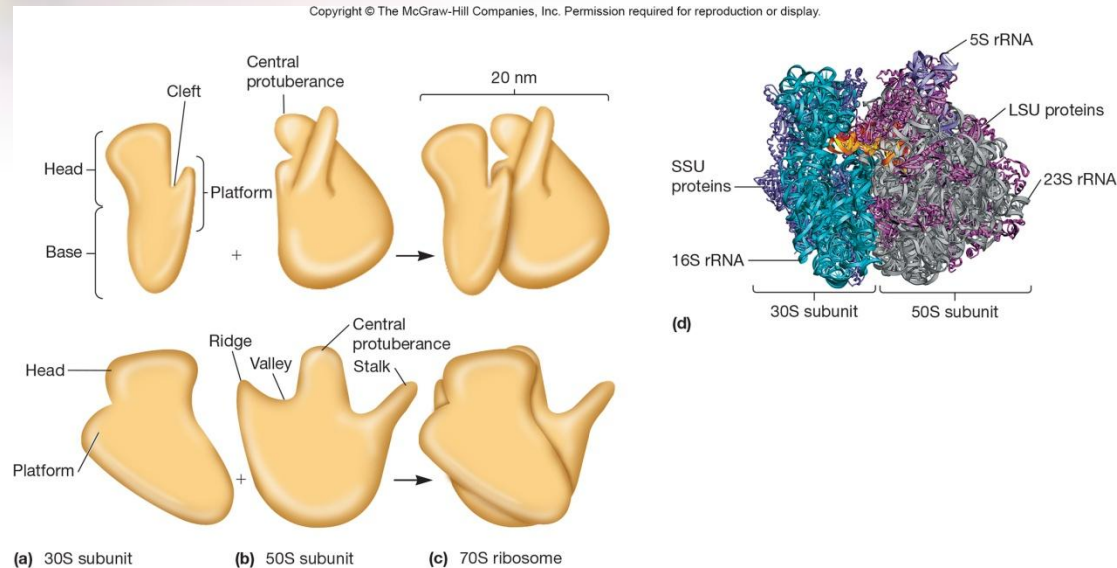 Copyright © The McGraw-Hill Companies, Inc. Permission required for reproduction or display.
Central
protuberance
20 nm
Cleft
Head
Platform
Base
+
Ridge
Valley
Central
protuberance
Stalk
Head
Platform
+
(a) 30S subunit
(b) 50S subunit
(c) 70S ribosome
5S rRNA
LSU proteins
SSU
proteins
23S rRNA
16S rRNA
30S subunit
50S subunit
(d)